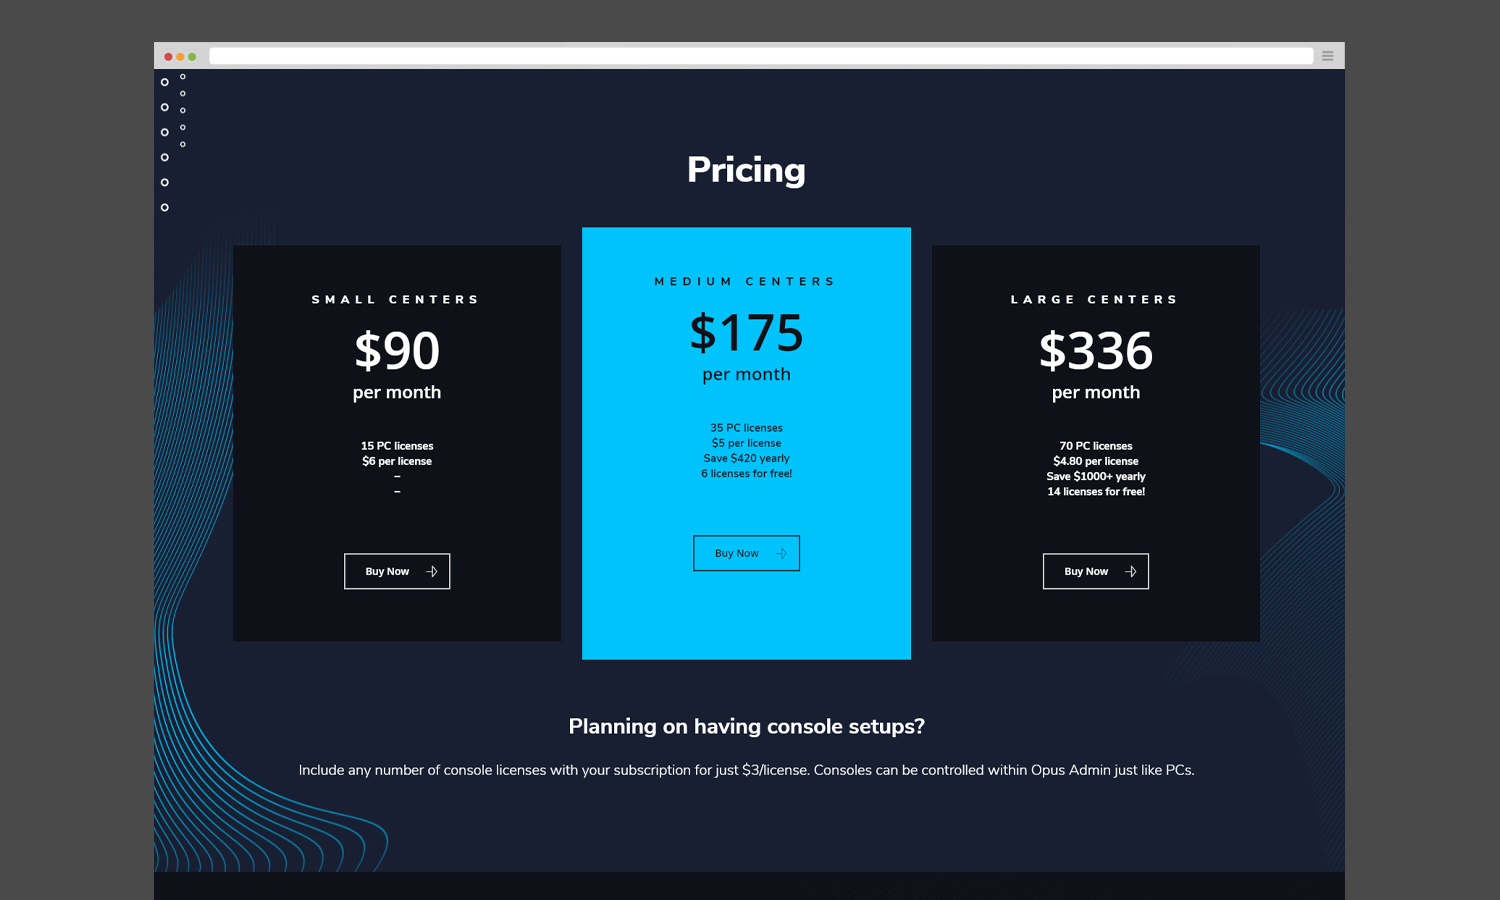 Pricing
SMALL CENTERS
$90
per month
15 PC licenses
$6 per license
–
–
Buy Now
MEDIUM CENTERS
$175
per month
35 PC licenses
$5 per license
Save $420 yearly
6 licenses for free!
Buy Now
LARGE CENTERS
$336
per month
70 PC licenses
$4.80 per license
Save $1000+ yearly
14 licenses for free!
Buy Now
Planning on having console setups?
Include any number of console licenses with your subscription for just $3/license. Consoles can be controlled within Opus Admin just like PCs.